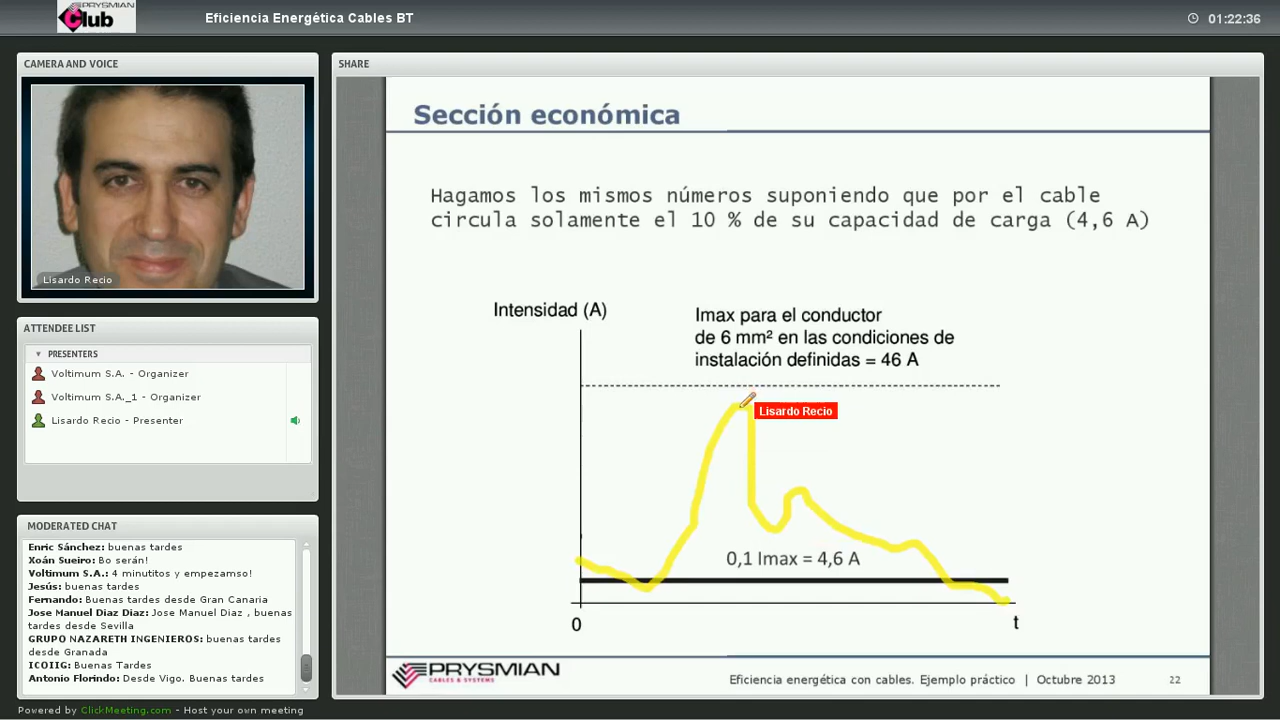 PRYSMIAN
Club
Eficiencia Energética Cables BT
01:22:36
CAMERA AND VOICE
Lisardo Recio
ATTENDEE LIST
PRESENTERS
Voltimum S.A. - Organizer
Voltimum S.A._1 - Organizer
Lisardo Recio - Presenter
MODERATED CHAT
Enric Sánchez: buenas tardes
Xoán Sueiro: Bo serán!
Voltimum S.A.: 4 minutitos y empezamso!
Jesús: buenas tardes
Fernando: Buenas tardes desde Gran Canaria
Jose Manuel Diaz Diaz: Jose Manuel Diaz , buenas
tardes desde Sevilla
GRUPO NAZARETH INGENIEROS: buenas tardes
desde Granada
ICOIIG: Buenas Tardes
Antonio Florindo: Desde Vigo. Buenas tardes
Powered by ClickMeeting.com - Host your own meeting
SHARE
Sección económica
Hagamos los mismos números suponiendo que por el cable
circula solamente el 10 % de su capacidad de carga (4,6 A)
Intensidad (A)
Imax para el conductor
de 6 mm² en las condiciones de
instalación definidas = 46 A
Lisardo Recio
0,1 Imax = 4,6 A
0
t
PRYSMIAN
CABLES & SYSTEMS
Eficiencia energética con cables. Ejemplo práctico | Octubre 2013
22